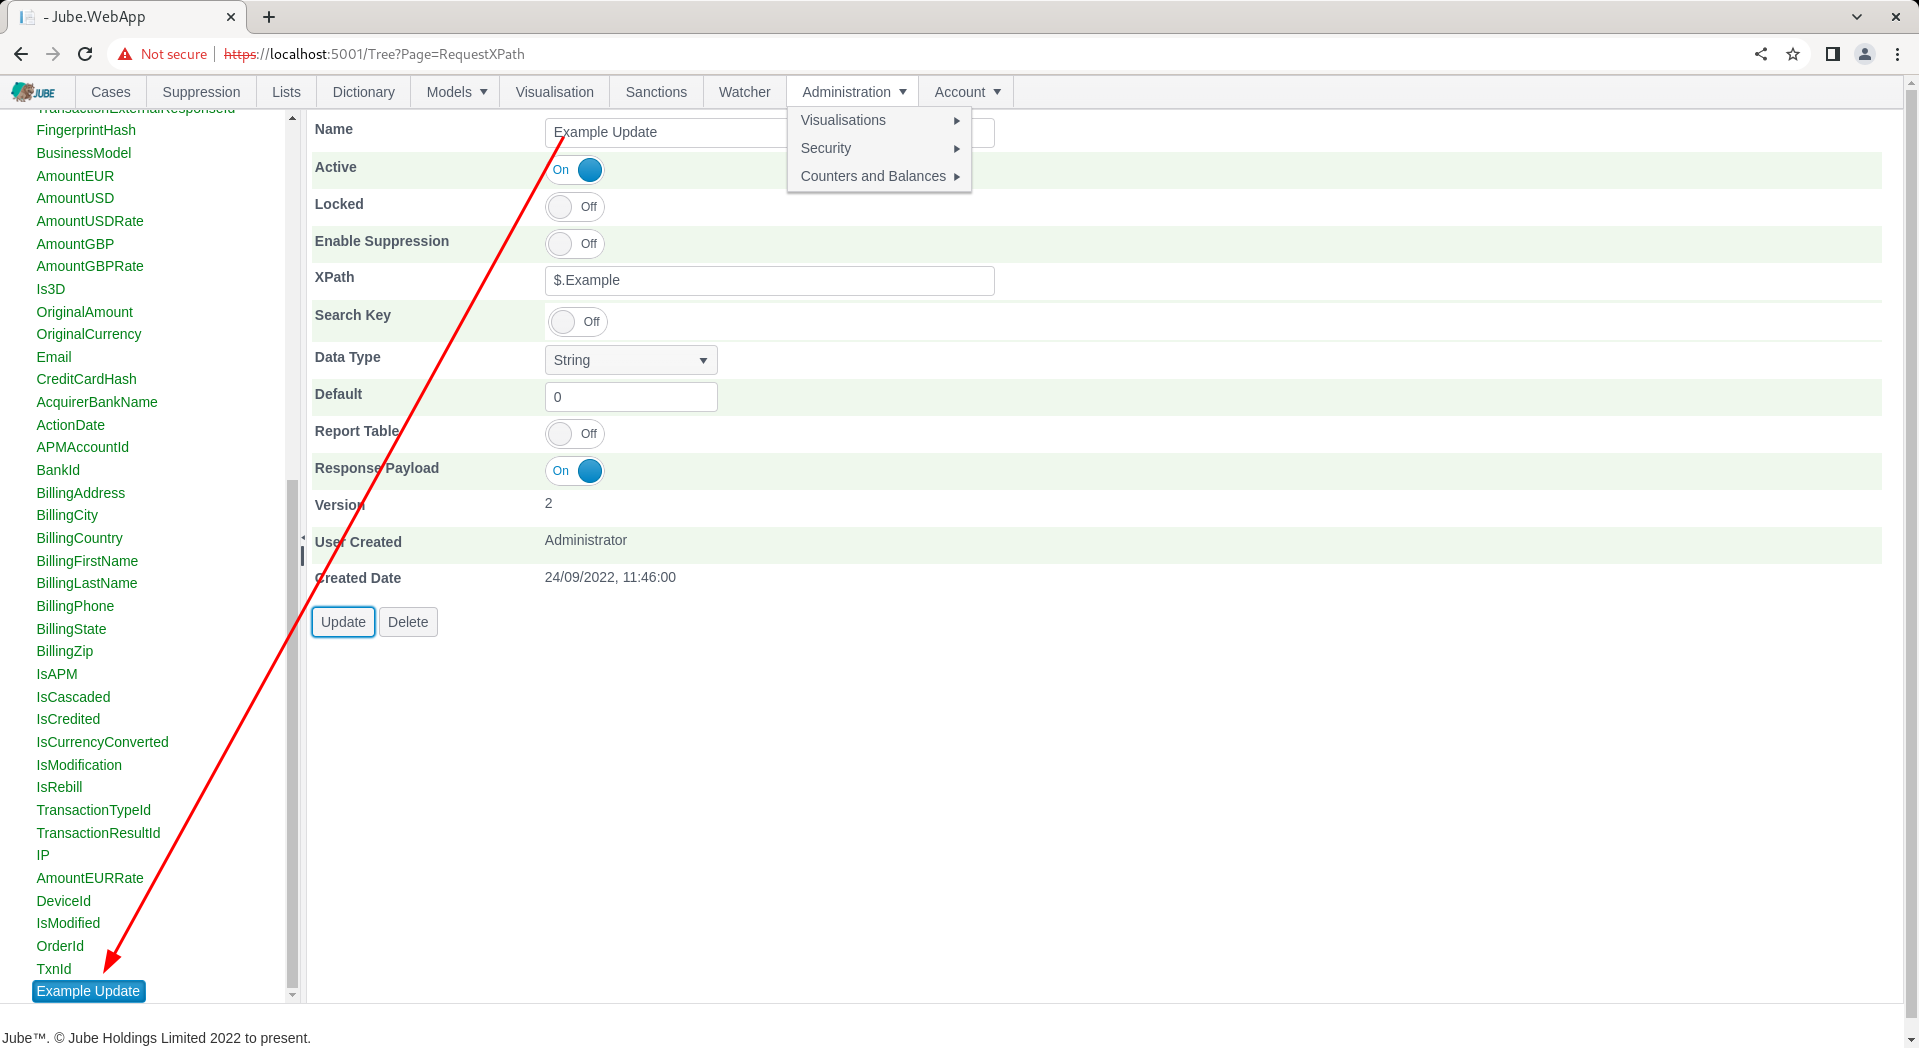 - Jube.WebApp
Not secure https://localhost:5001/Tree?Page=RequestXPath
JUBE Cases Suppression Lists Dictionary Models Visualisation Sanctions Watcher Administration Account
Visualisations
Security
Counters and Balances
TransactionExternalResponseId
FingerprintHash
BusinessModel
AmountEUR
AmountUSD
AmountUSDRate
AmountGBP
AmountGBPRate
Is3D
OriginalAmount
OriginalCurrency
Email
CreditCardHash
AcquirerBankName
ActionDate
APMAccountId
BankId
BillingAddress
BillingCity
BillingCountry
BillingFirstName
BillingLastName
BillingPhone
BillingState
BillingZip
IsAPM
IsCascaded
IsCredited
IsCurrencyConverted
IsModification
IsRebill
TransactionTypeId
TransactionResultId
IP
AmountEURRate
DeviceId
IsModified
OrderId
TxnId
Example Update
Name Example Update
Active On
Locked Off
Enable Suppression Off
XPath $.Example
Search Key Off
Data Type String
Default 0
Report Table Off
Response Payload On
Version 2
User Created Administrator
Created Date 24/09/2022, 11:46:00
Update Delete
Jube™. © Jube Holdings Limited 2022 to present.